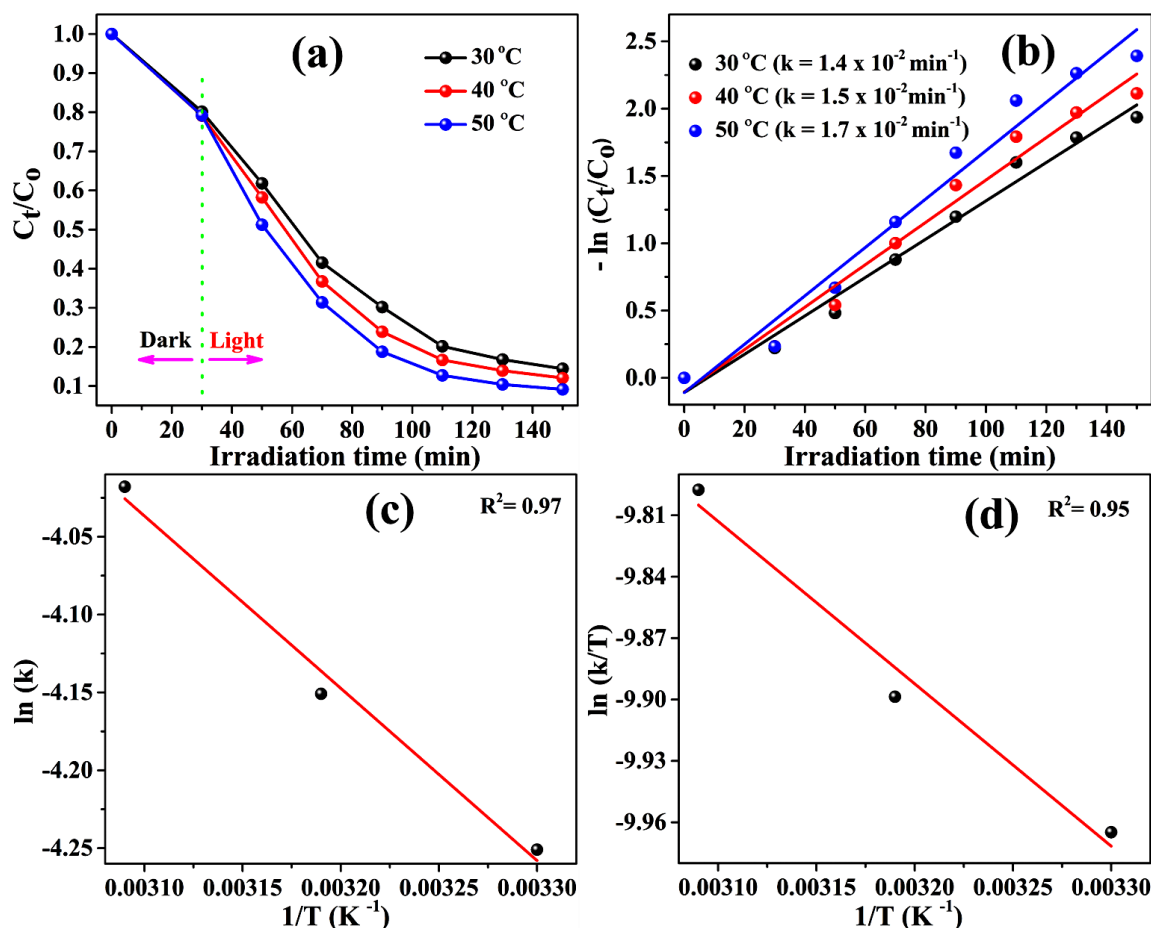 (a)
30 °C
40 °C
50 °C
Dark
Light
1.0
0.9
0.8
0.7
0.6
0.5
0.4
0.3
0.2
0.1
Ct/Co
0 20 40 60 80 100 120 140
Irradiation time (min)
(b)
30 °C (k = 1.4 x 10⁻² min⁻¹)
40 °C (k = 1.5 x 10⁻² min⁻¹)
50 °C (k = 1.7 x 10⁻² min⁻¹)
2.5
2.0
1.5
1.0
0.5
0.0
- ln (Ct/Co)
0 20 40 60 80 100 120 140
Irradiation time (min)
(c)
R²= 0.97
-4.05
-4.10
-4.15
-4.20
-4.25
ln (k)
0.00310 0.00315 0.00320 0.00325 0.00330
1/T (K⁻¹)
(d)
R²= 0.95
-9.81
-9.84
-9.87
-9.90
-9.93
-9.96
ln (k/T)
0.00310 0.00315 0.00320 0.00325 0.00330
1/T (K⁻¹)